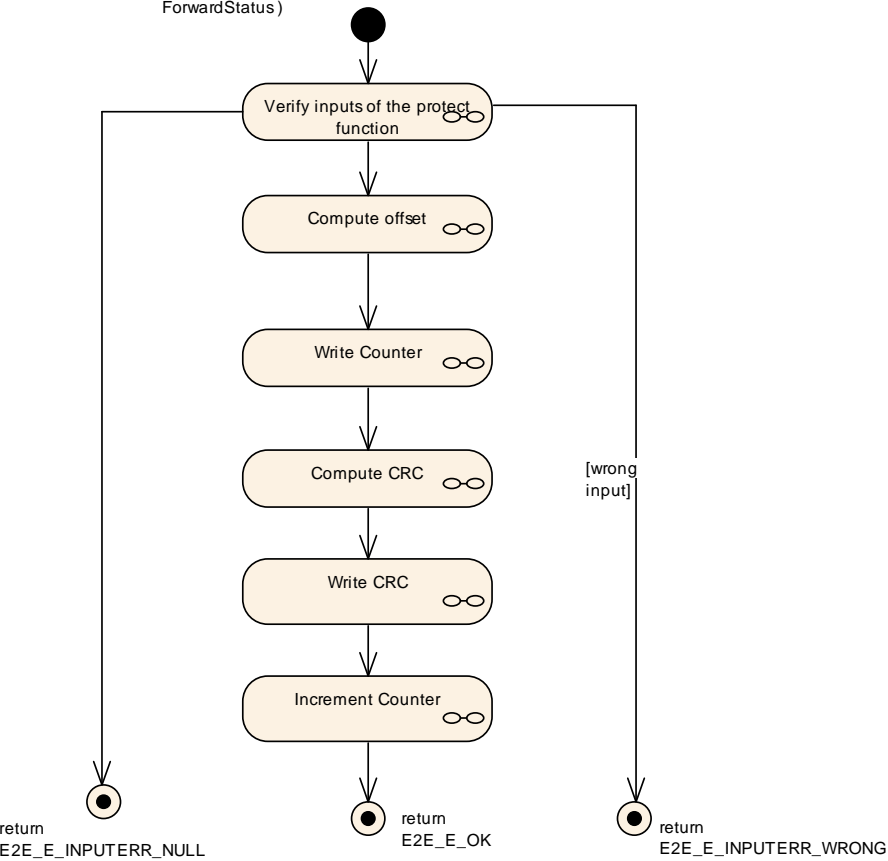 ForwardStatus)
Verify inputs of the protect
function
Compute offset
Write Counter
Compute CRC
[wrong
input]
Write CRC
Increment Counter
return
E2E_E_INPUTERR_NULL
return
E2E_E_OK
return
E2E_E_INPUTERR_WRONG